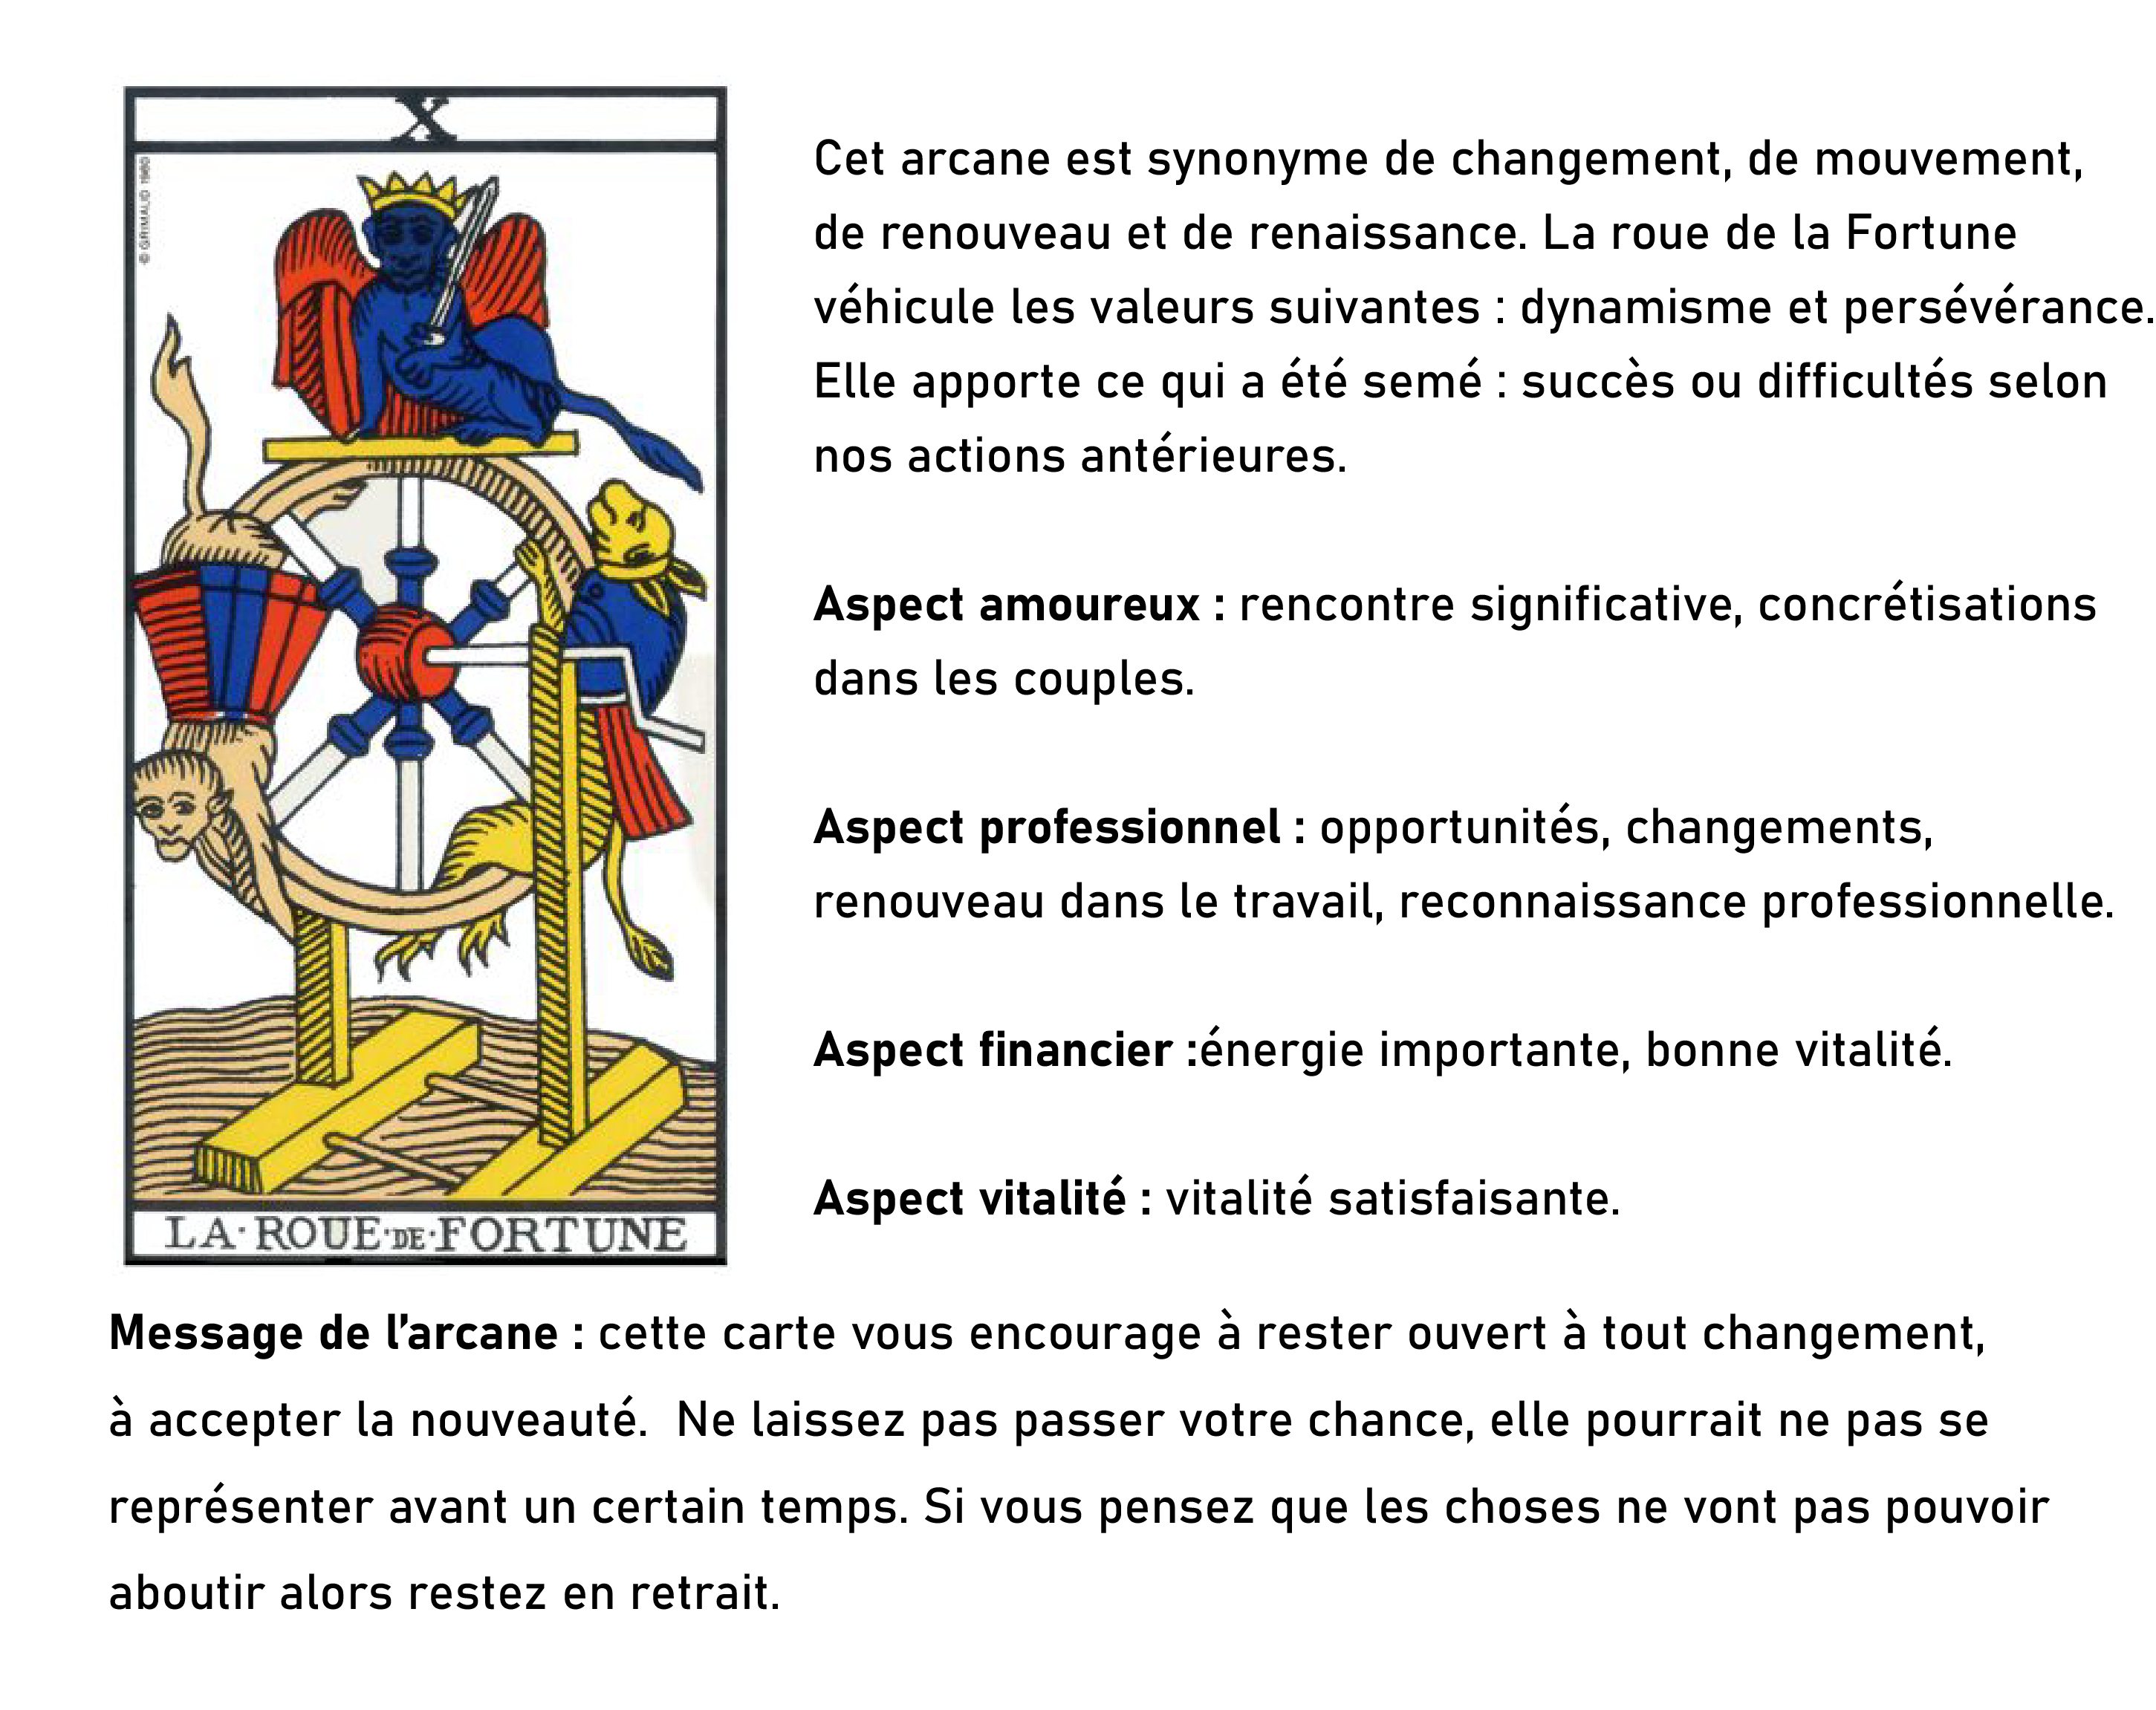 X
© GRIMAUD 1980
Cet arcane est synonyme de changement, de mouvement,
de renouveau et de renaissance. La roue de la Fortune
véhicule les valeurs suivantes : dynamisme et persévérance.
Elle apporte ce qui a été semé : succès ou difficultés selon
nos actions antérieures.
Aspect amoureux : rencontre significative, concrétisations
dans les couples.
Aspect professionnel : opportunités, changements,
renouveau dans le travail, reconnaissance professionnelle.
Aspect financier :énergie importante, bonne vitalité.
Aspect vitalité : vitalité satisfaisante.
LA·ROUE·DE·FORTUNE
Message de l’arcane : cette carte vous encourage à rester ouvert à tout changement,
à accepter la nouveauté.  Ne laissez pas passer votre chance, elle pourrait ne pas se
représenter avant un certain temps. Si vous pensez que les choses ne vont pas pouvoir
aboutir alors restez en retrait.